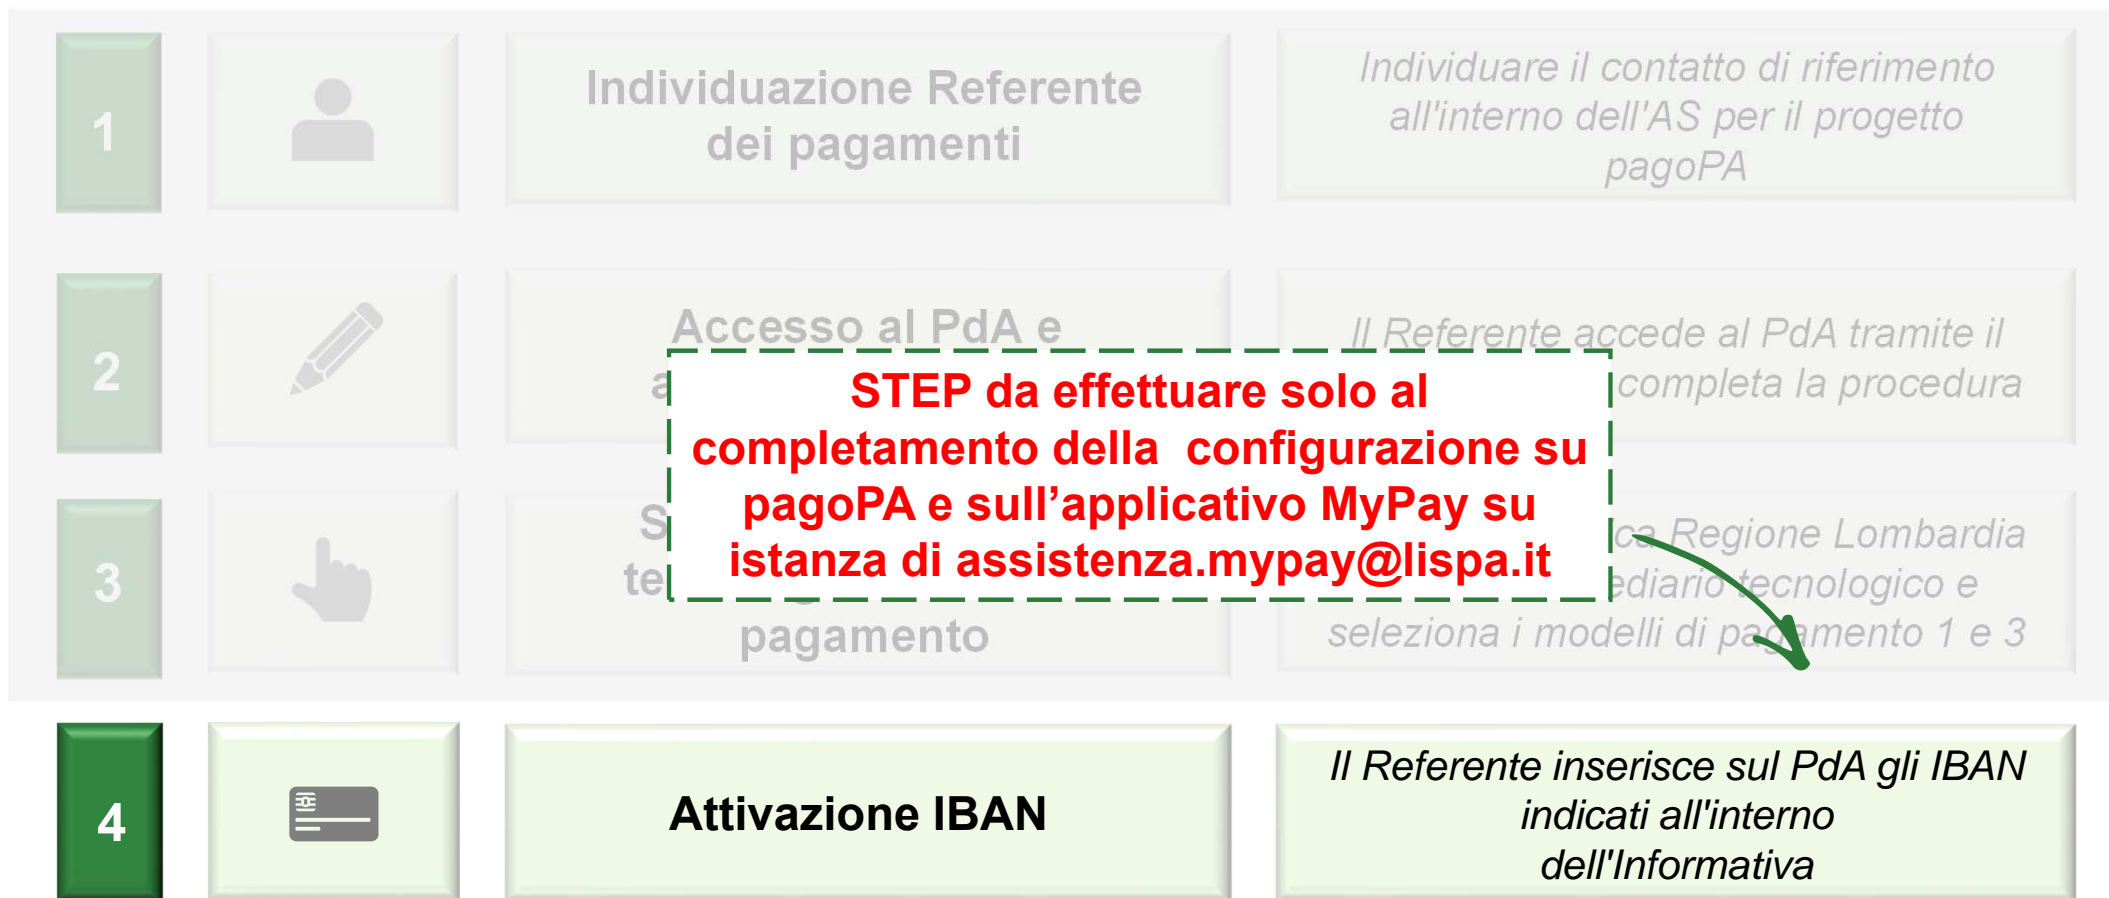 1
Individuazione Referente
dei pagamenti
Individuare il contatto di riferimento
all'interno dell'AS per il progetto
pagoPA
2
Accesso al PdA e
Il Referente accede al PdA tramite il
completa la procedura
STEP da effettuare solo al
completamento della  configurazione su
pagoPA e sull’applicativo MyPay su
istanza di assistenza.mypay@lispa.it
3
pagamento
Regione Lombardia
tecnologico e
seleziona i modelli di pagamento 1 e 3
4
Attivazione IBAN
Il Referente inserisce sul PdA gli IBAN
indicati all'interno
dell'Informativa